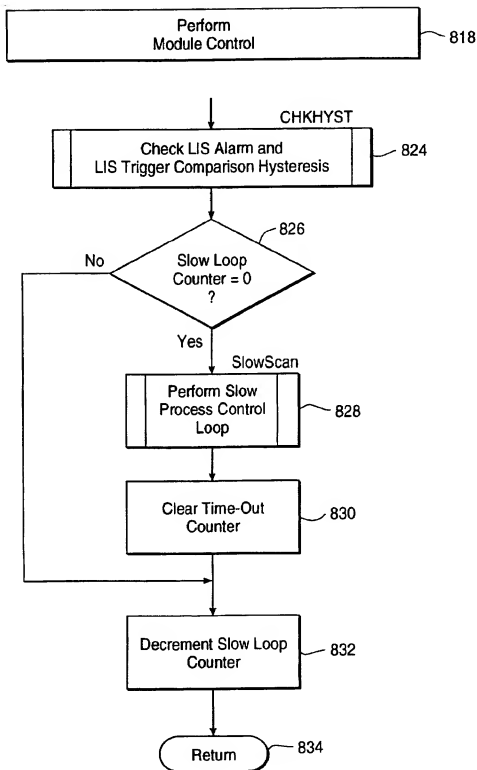 Perform
Module Control
818
CHKHYST
Check LIS Alarm and
LIS Trigger Comparison Hysteresis
824
826
No
Slow Loop
Counter = 0
?
Yes
SlowScan
Perform Slow
Process Control
Loop
828
Clear Time-Out
Counter
830
Decrement Slow Loop
Counter
832
Return
834